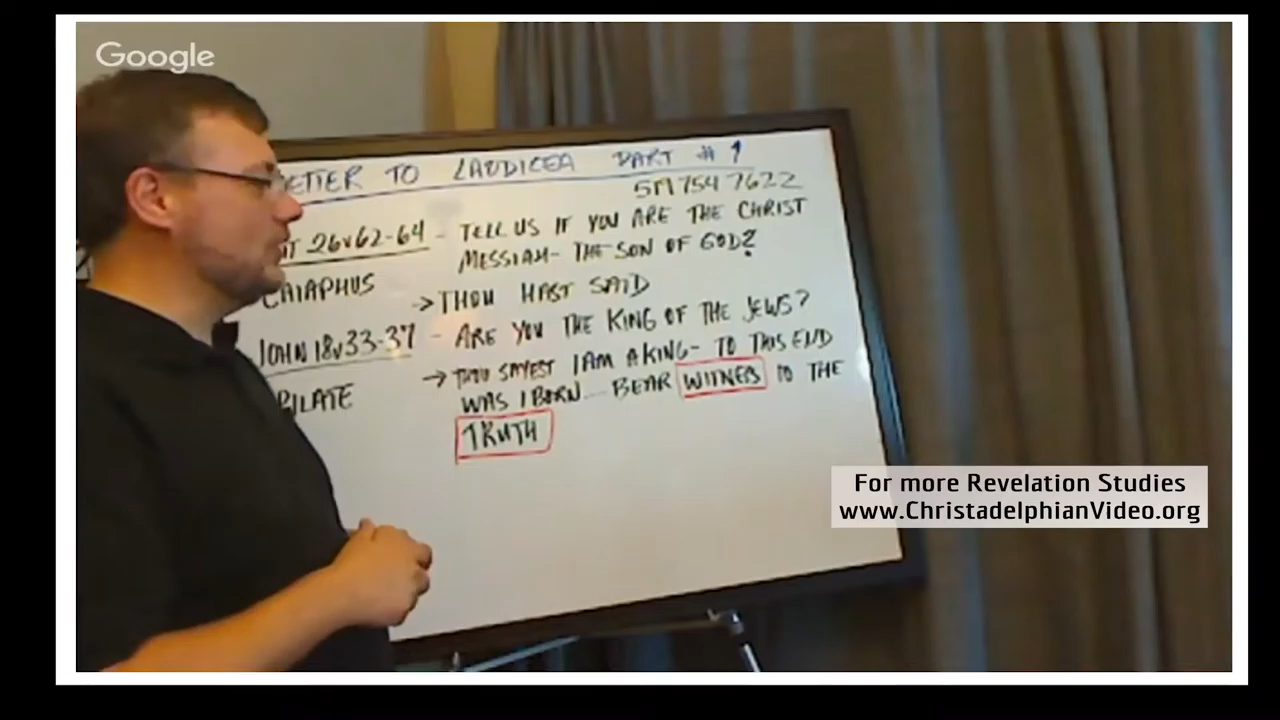 Google
ETTER TO LAODICEA PART #1
519 754 7622
T 26v62-64 - TELL US IF YOU ARE THE CHRIST
MESSIAH- THE SON OF GOD?
CAIAPHUS
→ THOU HAST SAID
JOHN 18v33-37 - ARE YOU THE KING OF THE JEWS?
→ THOU SAYEST I AM A KING- TO THIS END
PILATE
WAS I BORN... BEAR WITNESS TO THE
TRUTH
For more Revelation Studies
www.ChristadelphianVideo.org